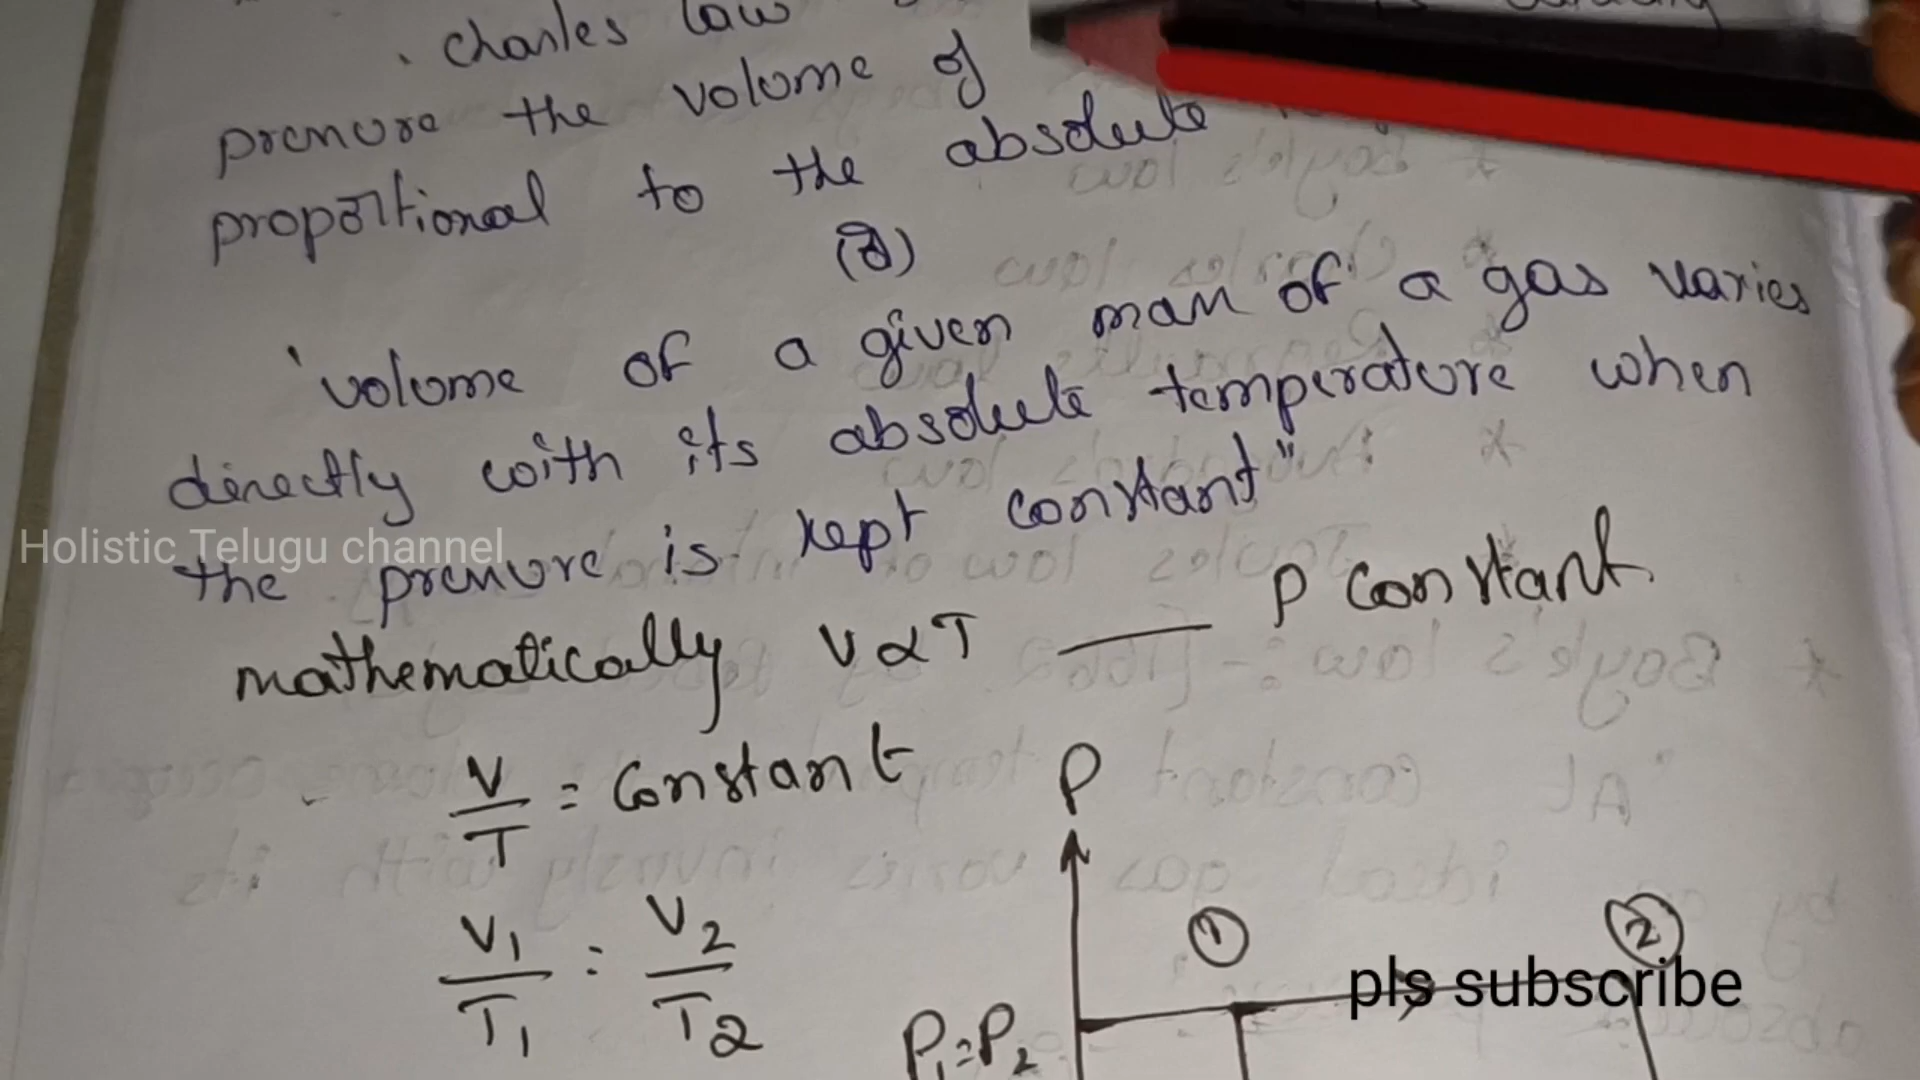 Charles law
pressure the volume of
proportional to the absolute
(or)
'volume of a given mass of a gas varies
directly with its absolute temperature when
the pressure is kept constant"
mathematically V ∝ T — P Constant
V/T = Constant
V1/T1 = V2/T2
P
1
2
P1 = P2
Holistic Telugu channel
pls subscribe